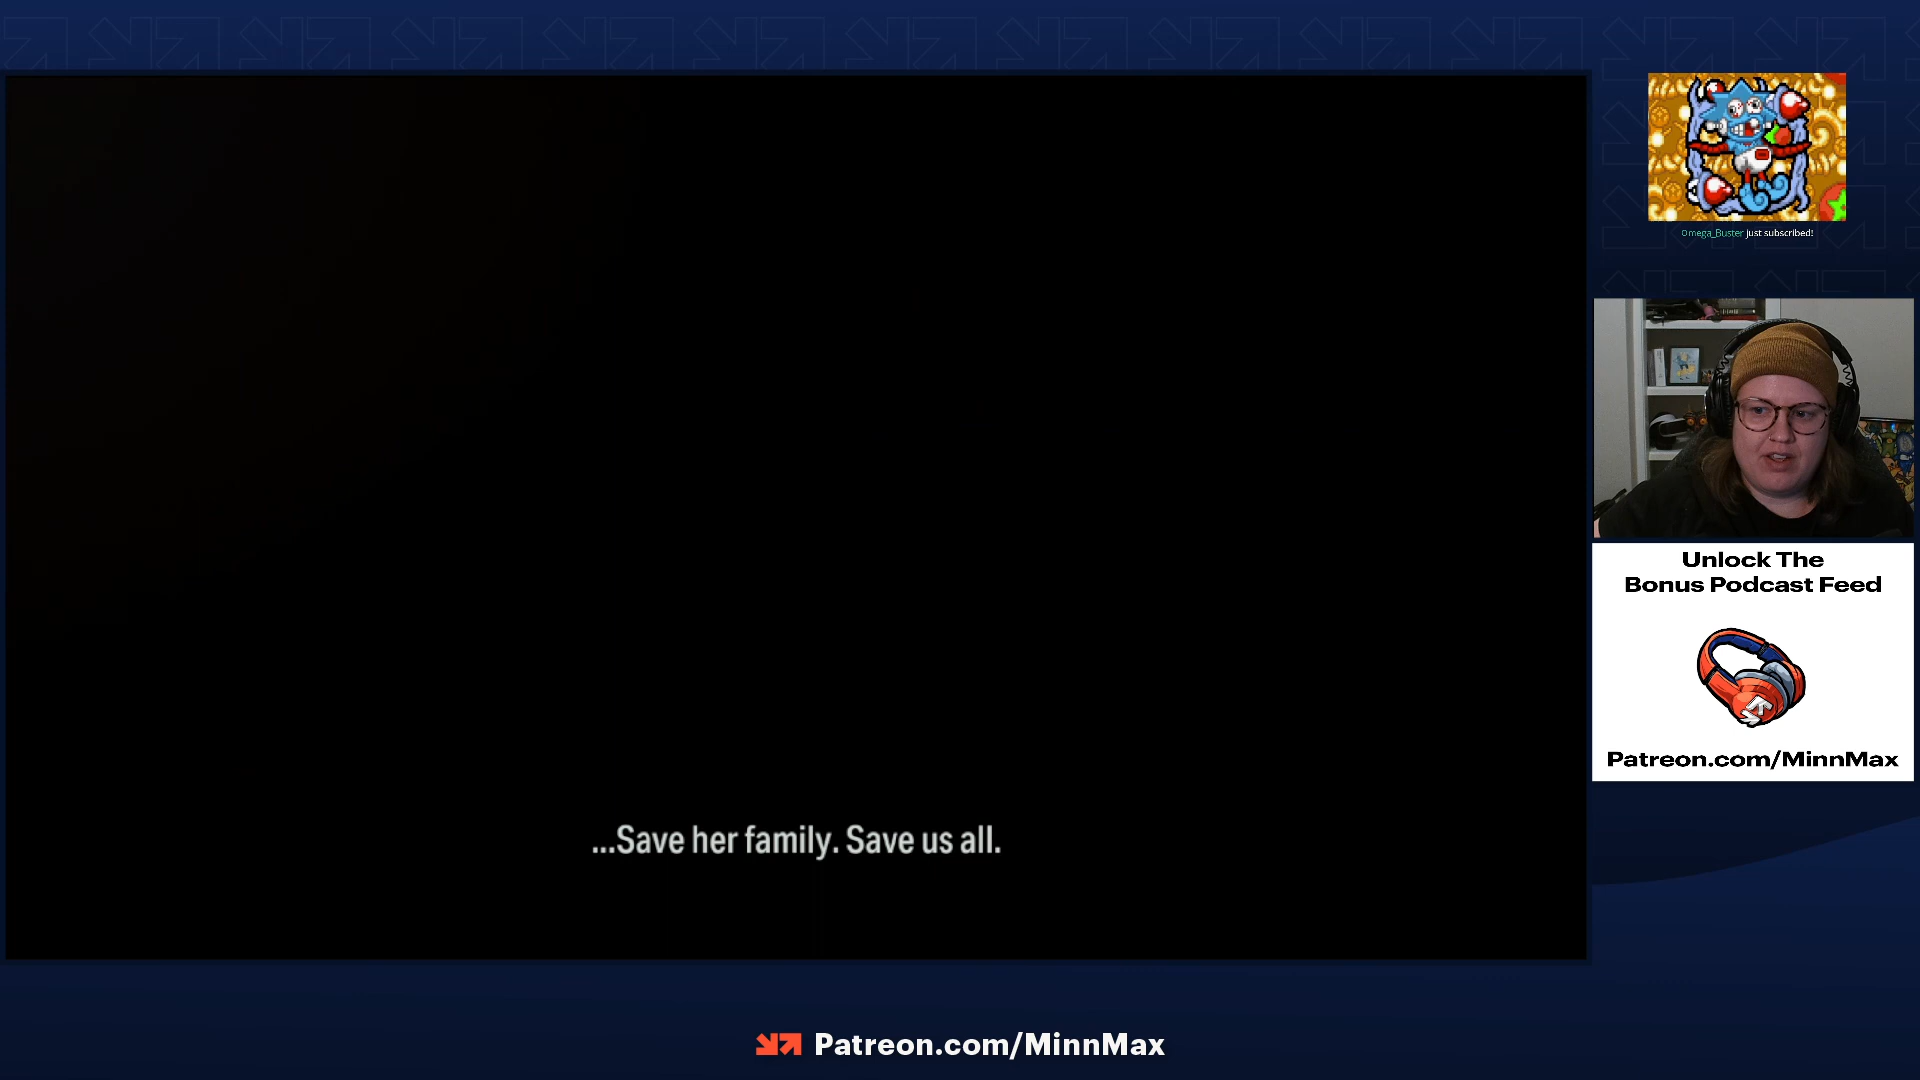 Omega_Buster just subscribed!
Unlock The
Bonus Podcast Feed
Patreon.com/MinnMax
...Save her family. Save us all.
Patreon.com/MinnMax